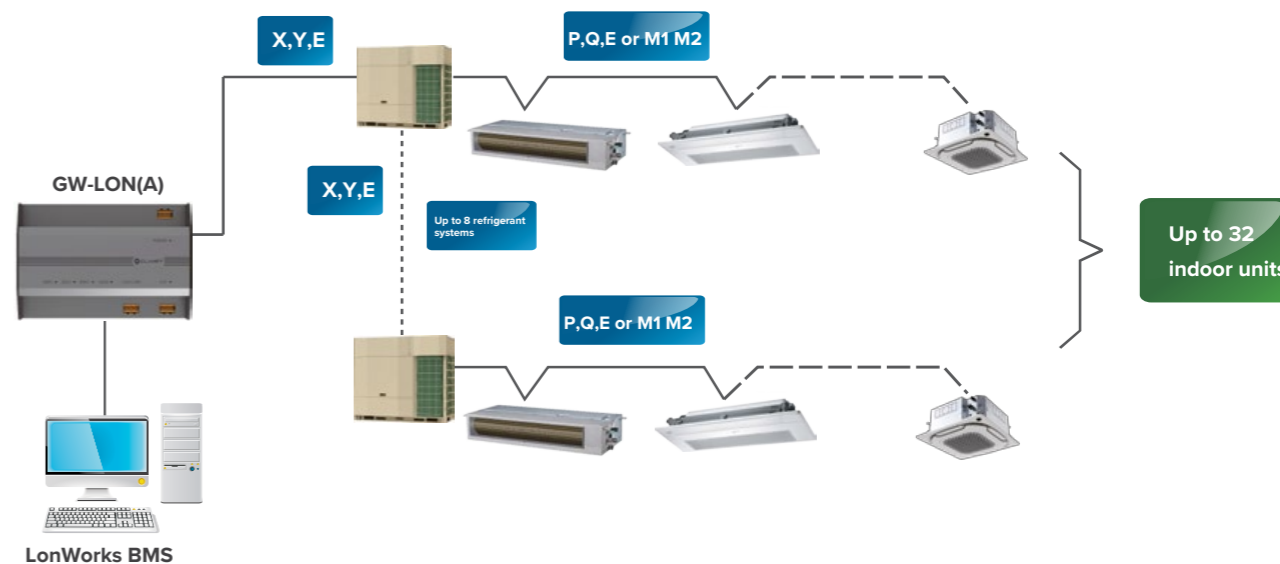 X,Y,E
P,Q,E or M1 M2
GW-LON(A)
X,Y,E
Up to 8 refrigerant
systems
Up to 32
indoor units
P,Q,E or M1 M2
LonWorks BMS